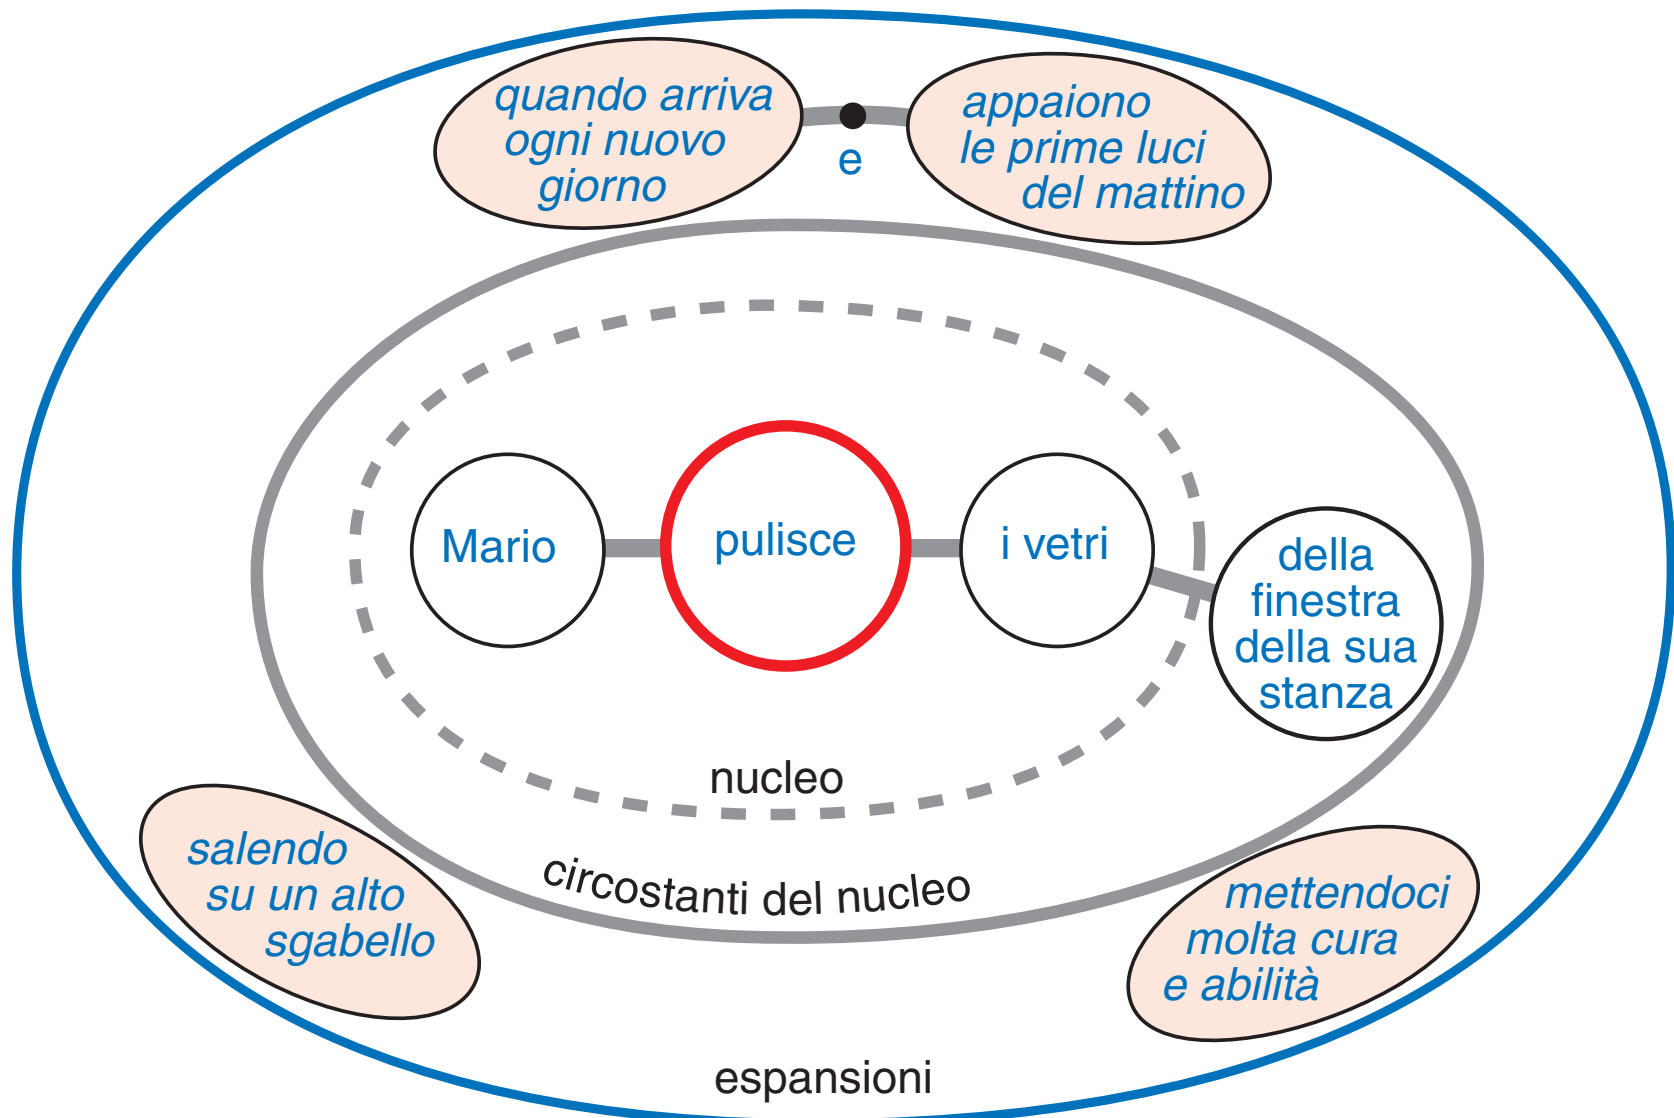 quando arriva
ogni nuovo
giorno
e
appaiono
le prime luci
del mattino
Mario
pulisce
i vetri
della
finestra
della sua
stanza
nucleo
circostanti del nucleo
salendo
su un alto
sgabello
mettendoci
molta cura
e abilità
espansioni